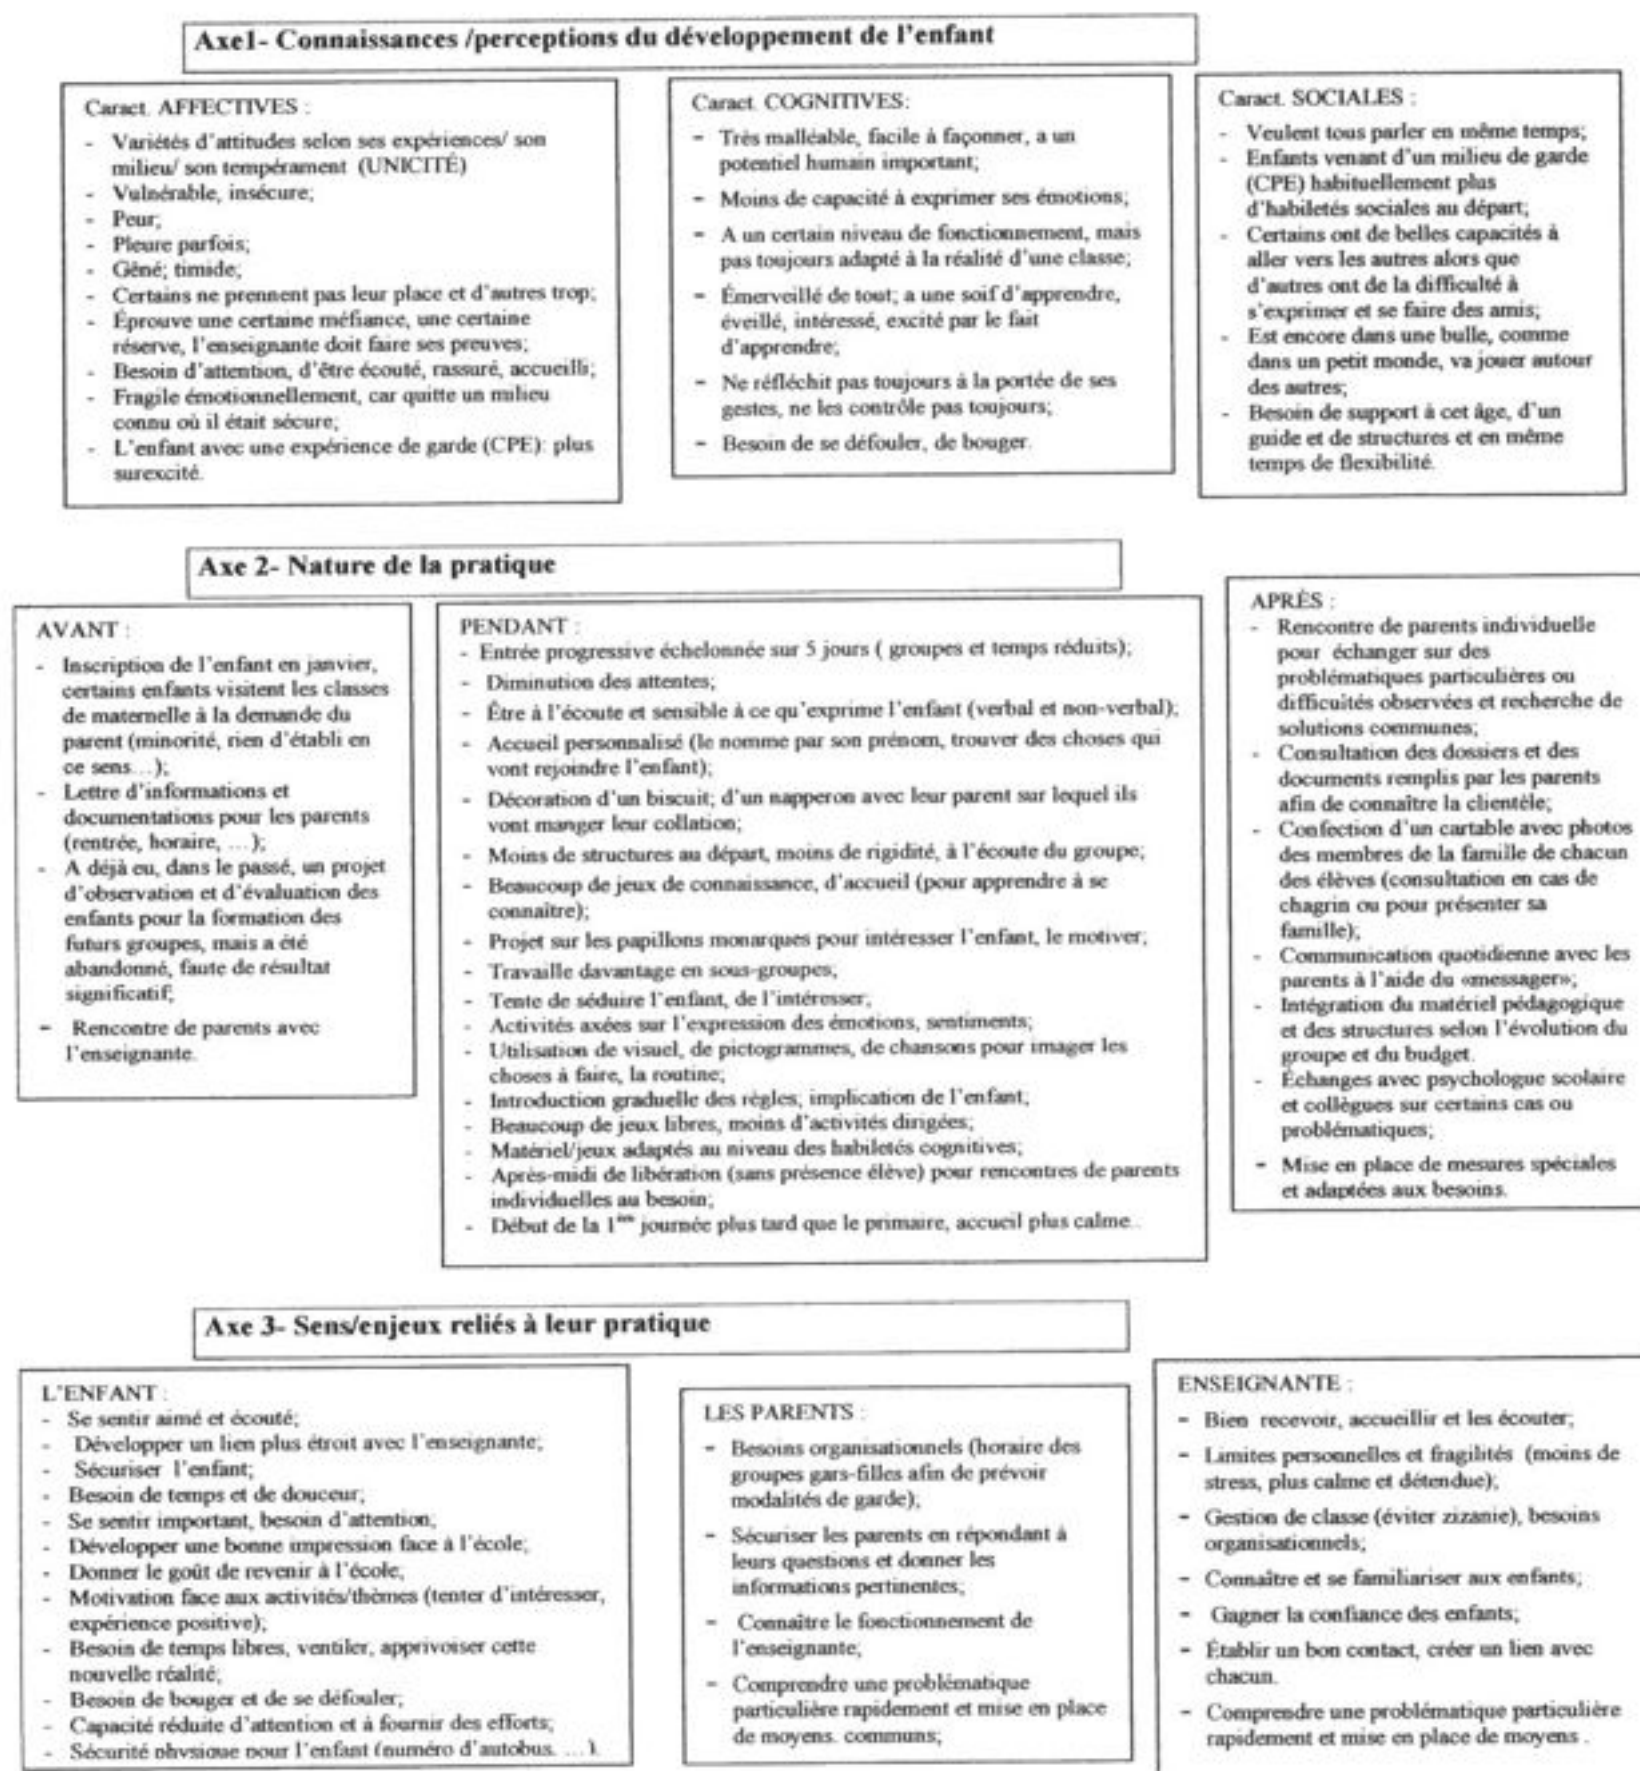 Axe1- Connaissances /perceptions du développement de l'enfant
Caract. AFFECTIVES :
- Variétés d'attitudes selon ses expériences/ son
milieu/ son tempérament (UNICITÉ)
- Vulnérable, insécure;
- Peur;
- Pleure parfois;
- Gêné; timide;
- Certains ne prennent pas leur place et d'autres trop;
- Éprouve une certaine méfiance, une certaine
réserve, l'enseignante doit faire ses preuves;
- Besoin d'attention, d'être écouté, rassuré, accueilli;
- Fragile émotionnellement, car quitte un milieu
connu où il était sécure;
- L'enfant avec une expérience de garde (CPE): plus
surexcité.
Caract. COGNITIVES:
- Très malléable, facile à façonner, a un
potentiel humain important;
- Moins de capacité à exprimer ses émotions;
- A un certain niveau de fonctionnement, mais
pas toujours adapté à la réalité d'une classe;
- Émerveillé de tout; a une soif d'apprendre,
éveillé, intéressé, excité par le fait
d'apprendre;
- Ne réfléchit pas toujours à la portée de ses
gestes, ne les contrôle pas toujours;
- Besoin de se défouler, de bouger.
Caract. SOCIALES :
- Veulent tous parler en même temps;
- Enfants venant d'un milieu de garde
(CPE) habituellement plus
d'habiletés sociales au départ;
- Certains ont de belles capacités à
aller vers les autres alors que
d'autres ont de la difficulté à
s'exprimer et se faire des amis;
- Est encore dans une bulle, comme
dans un petit monde, va jouer autour
des autres;
- Besoin de support à cet âge, d'un
guide et de structures et en même
temps de flexibilité.
Axe 2- Nature de la pratique
AVANT :
- Inscription de l'enfant en janvier,
certains enfants visitent les classes
de maternelle à la demande du
parent (minorité, rien d'établi en
ce sens...);
- Lettre d'informations et
documentations pour les parents
(rentrée, horaire, ...);
- A déjà eu, dans le passé, un projet
d'observation et d'évaluation des
enfants pour la formation des
futurs groupes, mais a été
abandonné, faute de résultat
significatif;
- Rencontre de parents avec
l'enseignante.
PENDANT :
- Entrée progressive échelonnée sur 5 jours ( groupes et temps réduits);
- Diminution des attentes;
- Être à l'écoute et sensible à ce qu'exprime l'enfant (verbal et non-verbal);
- Accueil personnalisé (le nomme par son prénom, trouver des choses qui
vont rejoindre l'enfant);
- Décoration d'un biscuit; d'un napperon avec leur parent sur lequel ils
vont manger leur collation;
- Moins de structures au départ, moins de rigidité, à l'écoute du groupe;
- Beaucoup de jeux de connaissance, d'accueil (pour apprendre à se
connaître);
- Projet sur les papillons monarques pour intéresser l'enfant, le motiver;
- Travaille davantage en sous-groupes;
- Tente de séduire l'enfant, de l'intéresser;
- Activités axées sur l'expression des émotions, sentiments;
- Utilisation de visuel, de pictogrammes, de chansons pour imager les
choses à faire, la routine;
- Introduction graduelle des règles; implication de l'enfant;
- Beaucoup de jeux libres, moins d'activités dirigées;
- Matériel/jeux adaptés au niveau des habiletés cognitives;
- Après-midi de libération (sans présence élève) pour rencontres de parents
individuelles au besoin;
- Début de la 1ère journée plus tard que le primaire, accueil plus calme..
APRÈS :
- Rencontre de parents individuelle
pour échanger sur des
problématiques particulières ou
difficultés observées et recherche de
solutions communes;
- Consultation des dossiers et des
documents remplis par les parents
afin de connaître la clientèle;
- Confection d'un cartable avec photos
des membres de la famille de chacun
des élèves (consultation en cas de
chagrin ou pour présenter sa
famille);
- Communication quotidienne avec les
parents à l'aide du «messager»;
- Intégration du matériel pédagogique
et des structures selon l'évolution du
groupe et du budget.
- Échanges avec psychologue scolaire
et collègues sur certains cas ou
problématiques;
- Mise en place de mesures spéciales
et adaptées aux besoins.
Axe 3- Sens/enjeux reliés à leur pratique
L'ENFANT :
- Se sentir aimé et écouté;
- Développer un lien plus étroit avec l'enseignante;
- Sécuriser l'enfant;
- Besoin de temps et de douceur;
- Se sentir important, besoin d'attention;
- Développer une bonne impression face à l'école;
- Donner le goût de revenir à l'école;
- Motivation face aux activités/thèmes (tenter d'intéresser,
expérience positive);
- Besoin de temps libres, ventiler, apprivoiser cette
nouvelle réalité;
- Besoin de bouger et de se défouler;
- Capacité réduite d'attention et à fournir des efforts;
- Sécurité physique pour l'enfant (numéro d'autobus, ...).
LES PARENTS :
- Besoins organisationnels (horaire des
groupes gars-filles afin de prévoir
modalités de garde);
- Sécuriser les parents en répondant à
leurs questions et donner les
informations pertinentes;
- Connaître le fonctionnement de
l'enseignante;
- Comprendre une problématique
particulière rapidement et mise en place
de moyens. communs;
ENSEIGNANTE :
- Bien recevoir, accueillir et les écouter;
- Limites personnelles et fragilités (moins de
stress, plus calme et détendue);
- Gestion de classe (éviter zizanie), besoins
organisationnels;
- Connaître et se familiariser aux enfants;
- Gagner la confiance des enfants;
- Établir un bon contact, créer un lien avec
chacun.
- Comprendre une problématique particulière
rapidement et mise en place de moyens .